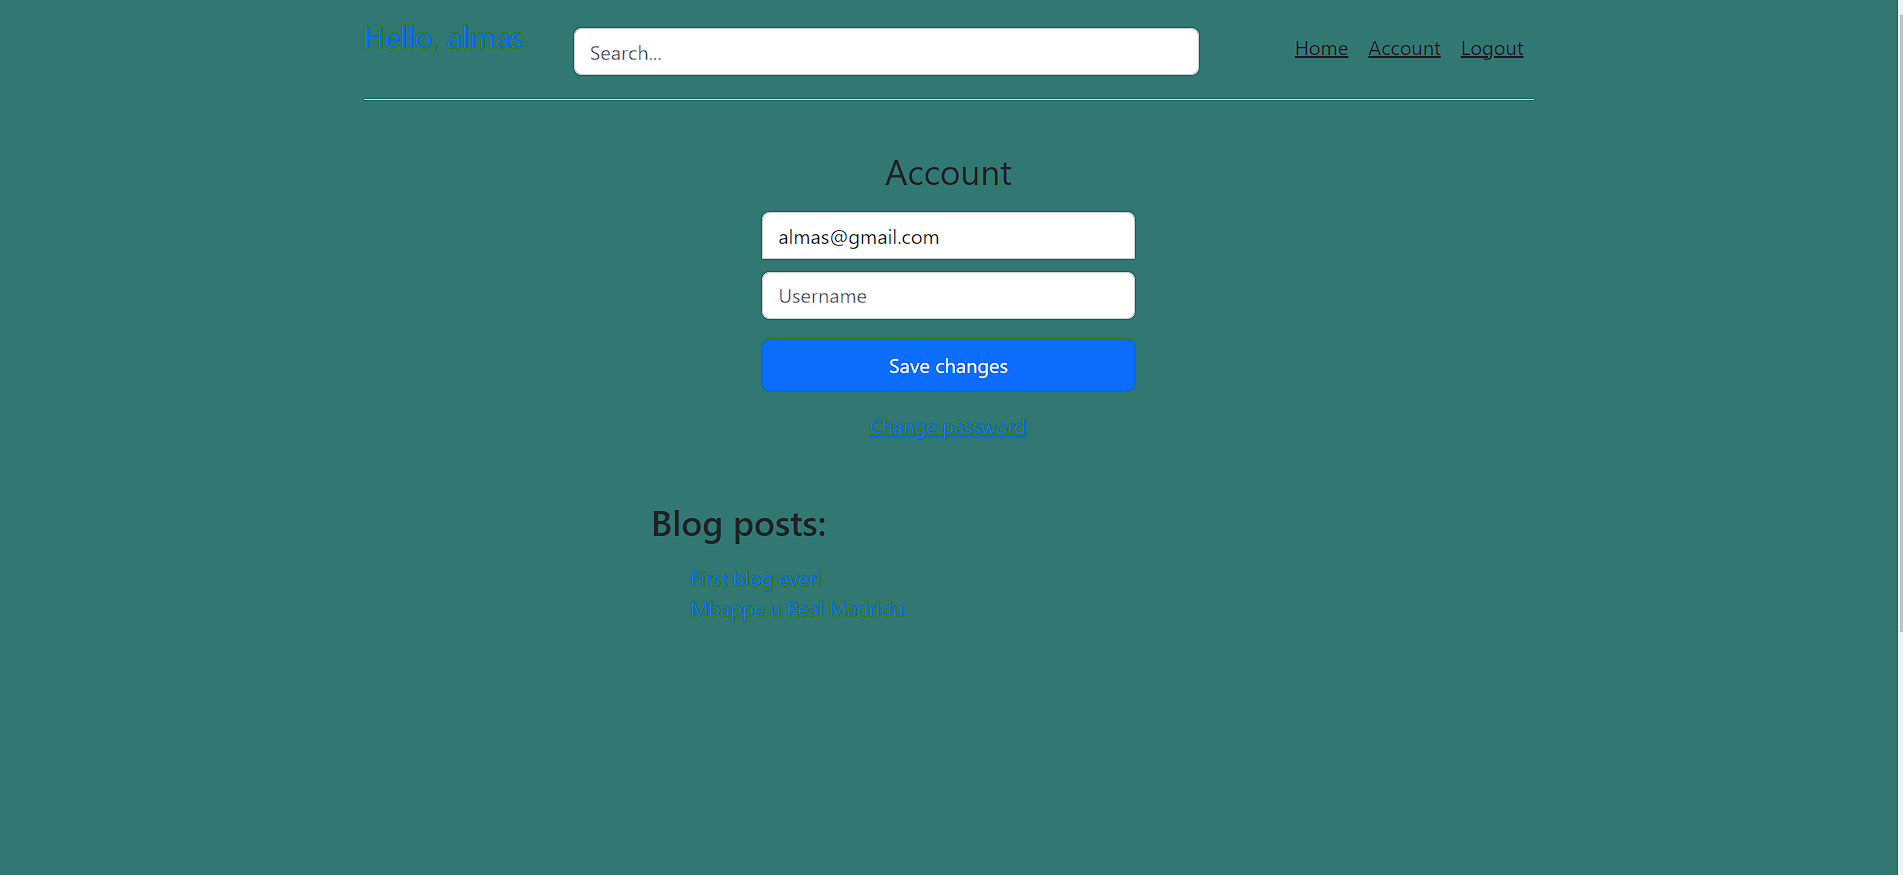 Hello, almas
Search...
Home Account Logout
Account
almas@gmail.com
Username
Save changes
Change password
Blog posts:
First blog ever!
Mbappe u Real Madridu